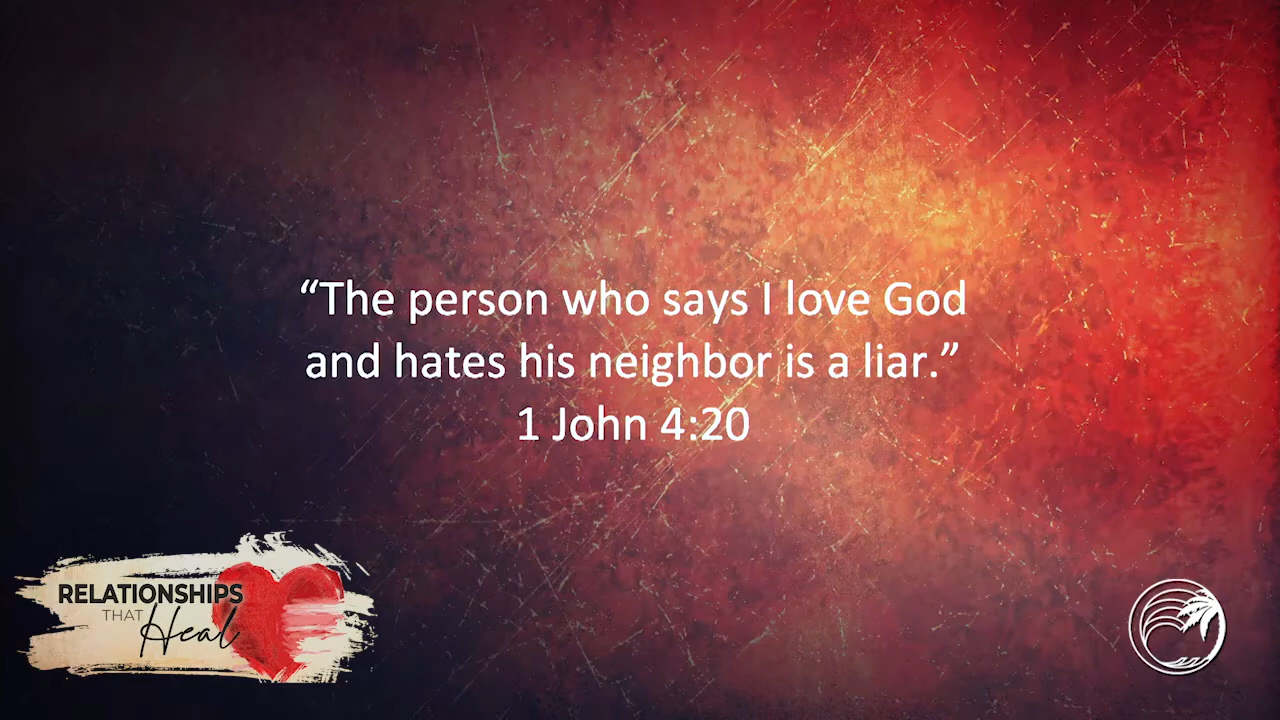 “The person who says I love God
and hates his neighbor is a liar.”
1 John 4:20
RELATIONSHIPS
THAT
Heal